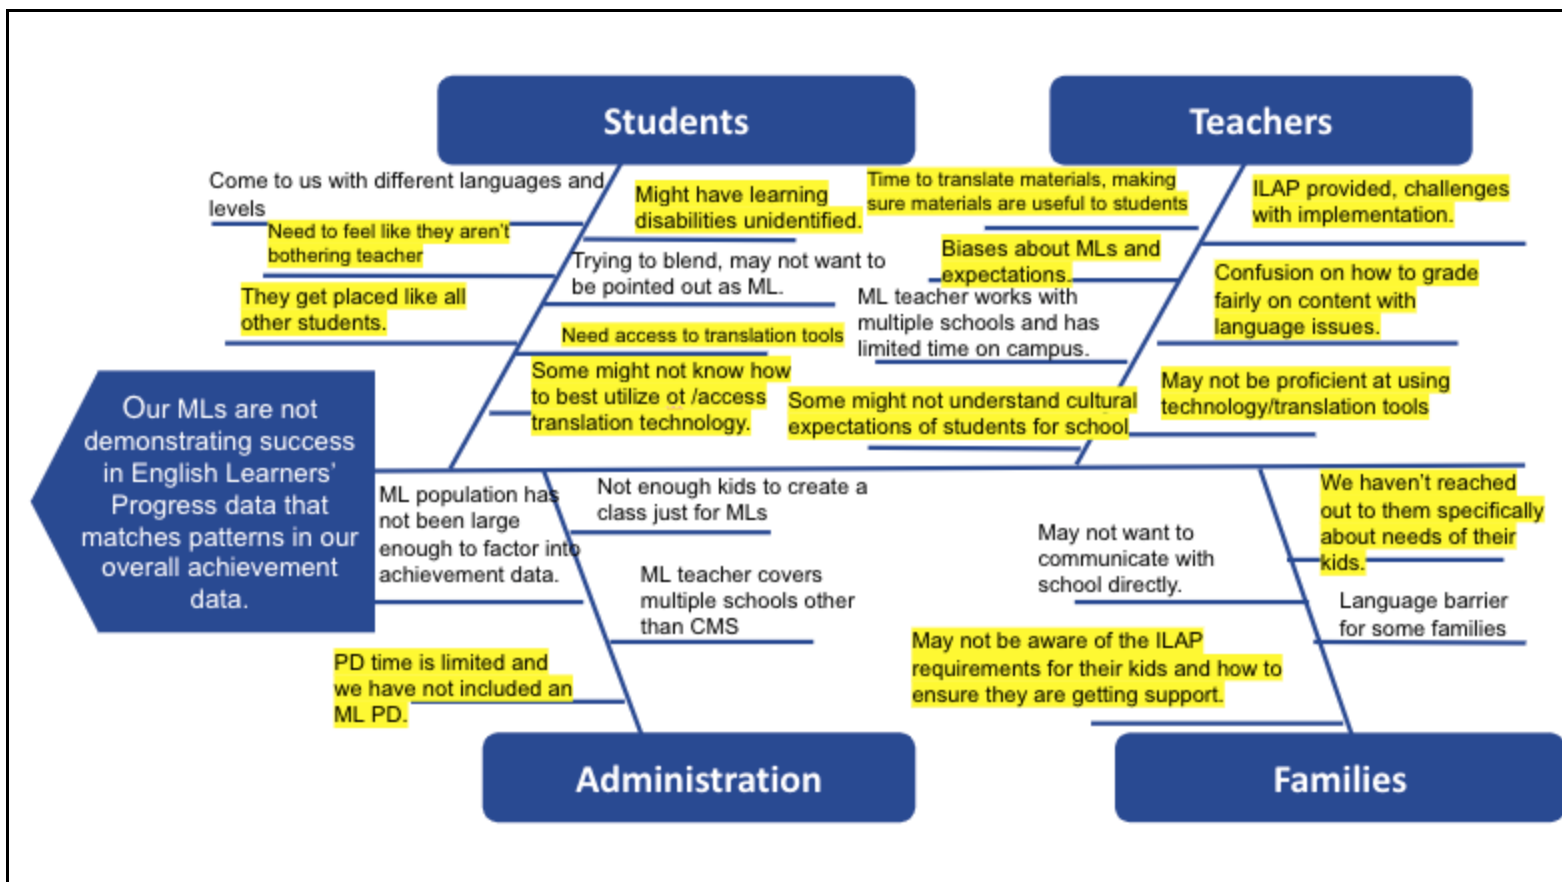 Students
Teachers
Come to us with different languages and
levels
Need to feel like they aren't
bothering teacher
They get placed like all
other students.
Might have learning
disabilities unidentified.
Trying to blend, may not want to
be pointed out as ML.
Need access to translation tools
Some might not know how
to best utilize ot /access
translation technology.
Time to translate materials, making
sure materials are useful to students
Biases about MLs and
expectations.
ML teacher works with
multiple schools and has
limited time on campus.
Some might not understand cultural
expectations of students for school
ILAP provided, challenges
with implementation.
Confusion on how to grade
fairly on content with
language issues.
May not be proficient at using
technology/translation tools
Our MLs are not
demonstrating success
in English Learners'
Progress data that
matches patterns in our
overall achievement
data.
ML population has
not been large
enough to factor into
achievement data.
PD time is limited and
we have not included an
ML PD.
Not enough kids to create a
class just for MLs
ML teacher covers
multiple schools other
than CMS
May not want to
communicate with
school directly.
May not be aware of the ILAP
requirements for their kids and how to
ensure they are getting support.
We haven't reached
out to them specifically
about needs of their
kids.
Language barrier
for some families
Administration
Families